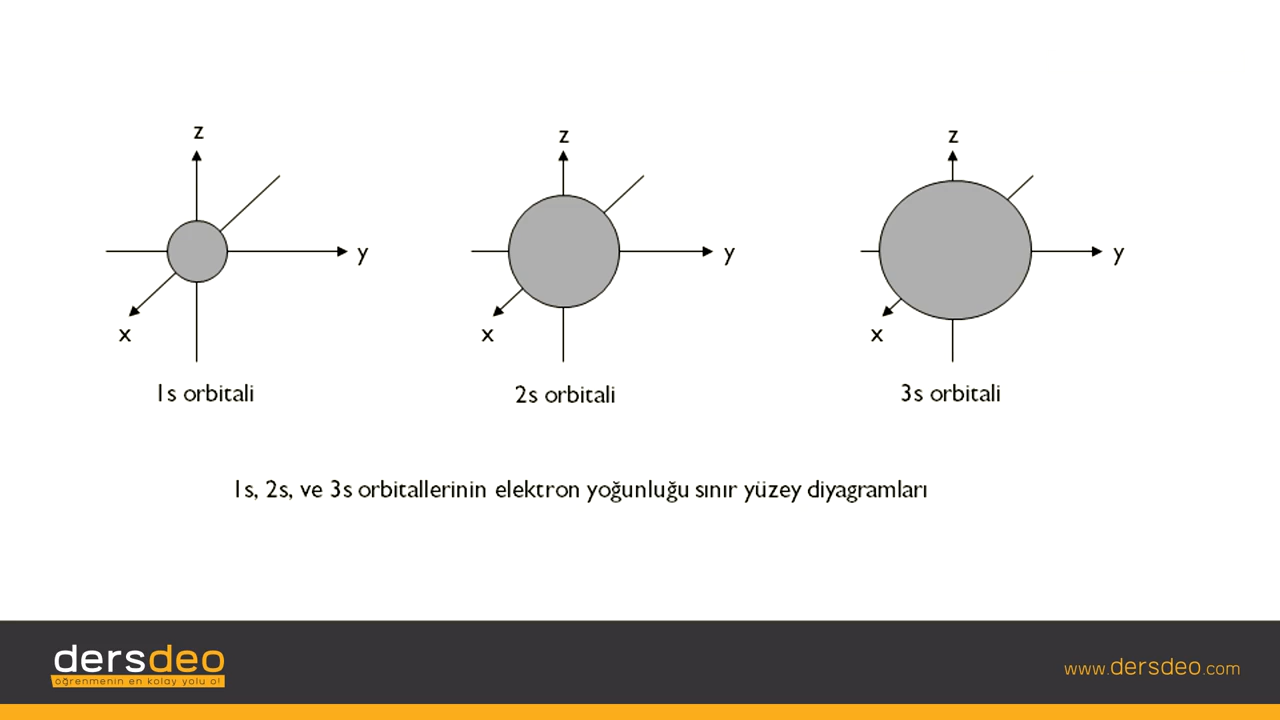 z
z
z
y
y
y
x
x
x
1s orbitali
2s orbitali
3s orbitali
1s, 2s, ve 3s orbitallerinin elektron yoğunluğu sınır yüzey diyagramları
dersdeo
öğrenmenin en kolay yolu o!
www.dersdeo.com